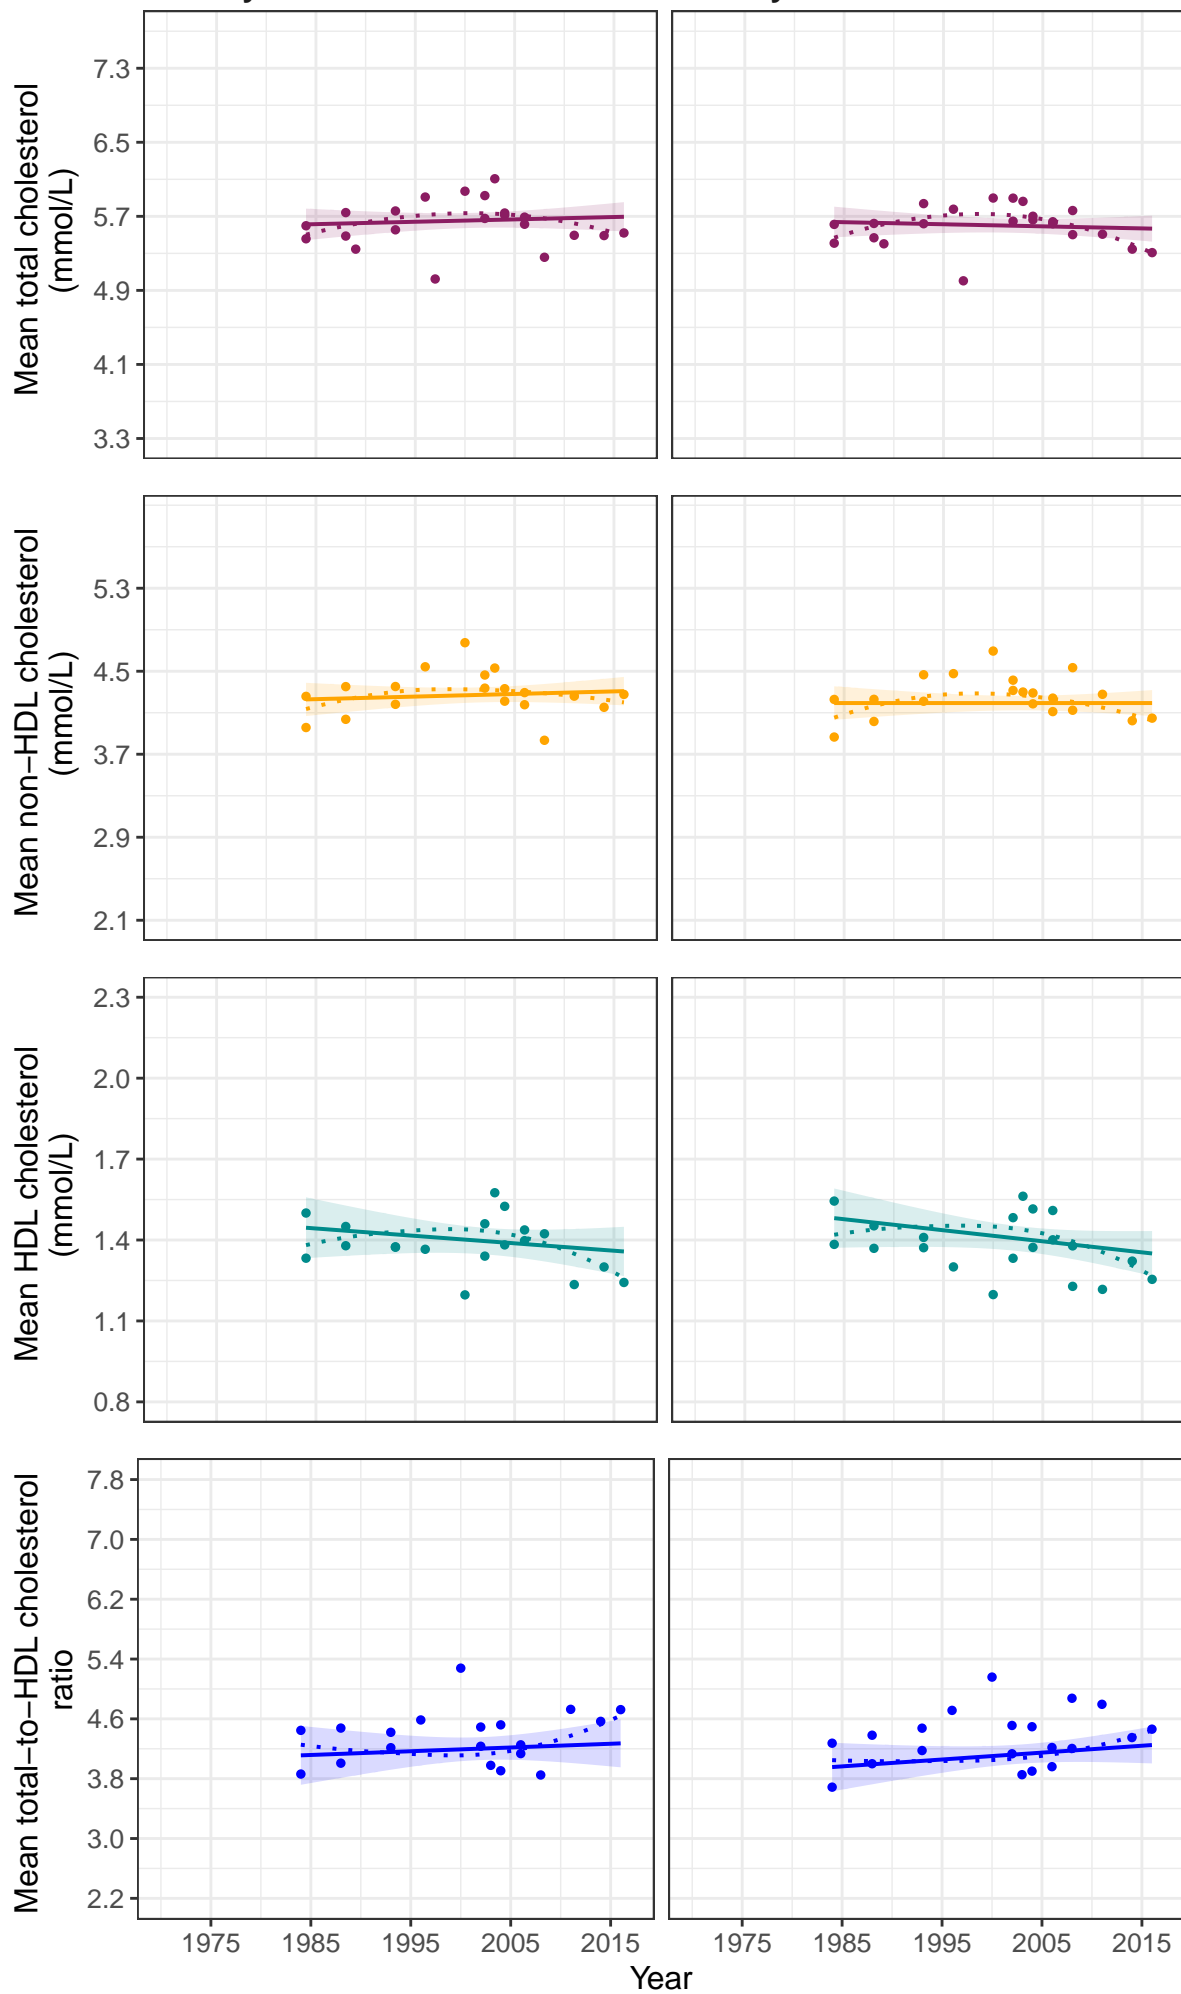 Mean total cholesterol
(mmol/L)
7.3
6.5
5.7
4.9
4.1
3.3
Mean non−HDL cholesterol
(mmol/L)
5.3
4.5
3.7
2.9
2.1
Mean HDL cholesterol
(mmol/L)
2.3
2.0
1.7
1.4
1.1
0.8
Mean total−to−HDL cholesterol
ratio
7.8
7.0
6.2
5.4
4.6
3.8
3.0
2.2
1975 1985 1995 2005 2015 1975 1985 1995 2005 2015
Year